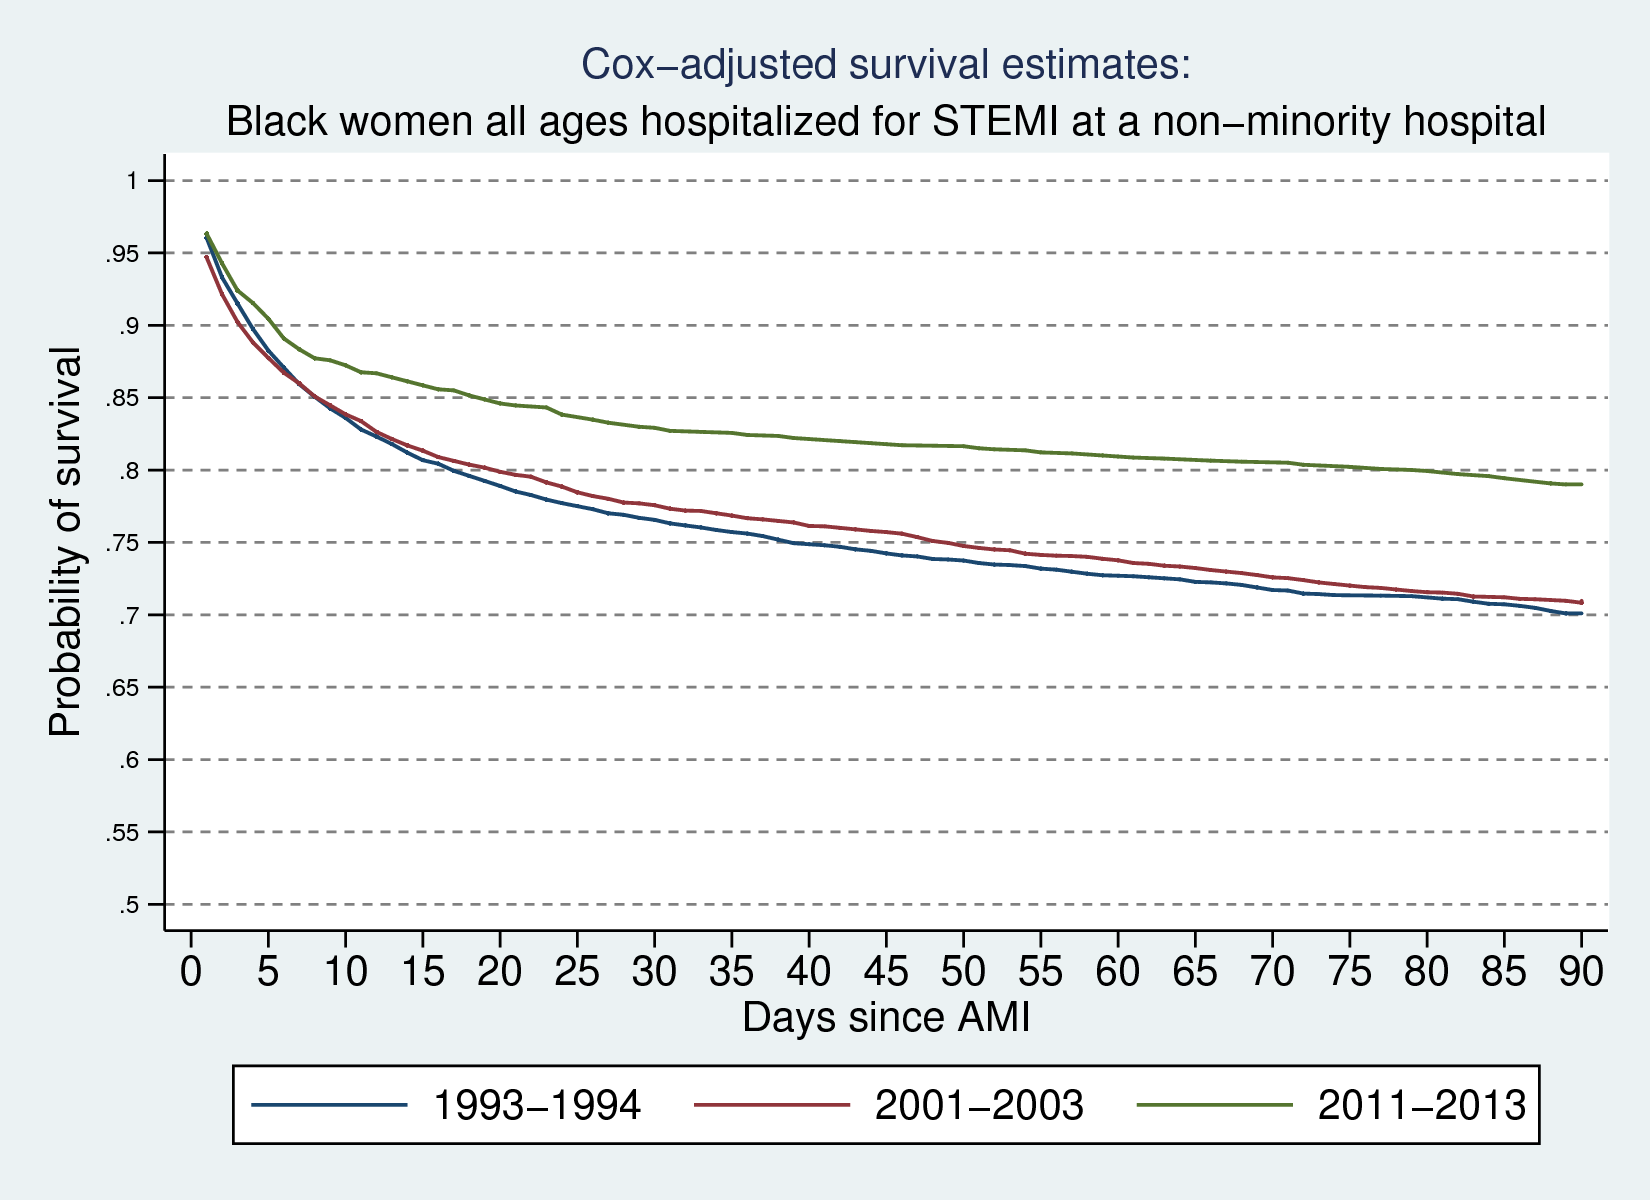 Cox−adjusted survival estimates:
Black women all ages hospitalized for STEMI at a non−minority hospital
Probability of survival
1
.95
.9
.85
.8
.75
.7
.65
.6
.55
.5
0 5 10 15 20 25 30 35 40 45 50 55 60 65 70 75 80 85 90
Days since AMI
1993−1994 2001−2003 2011−2013